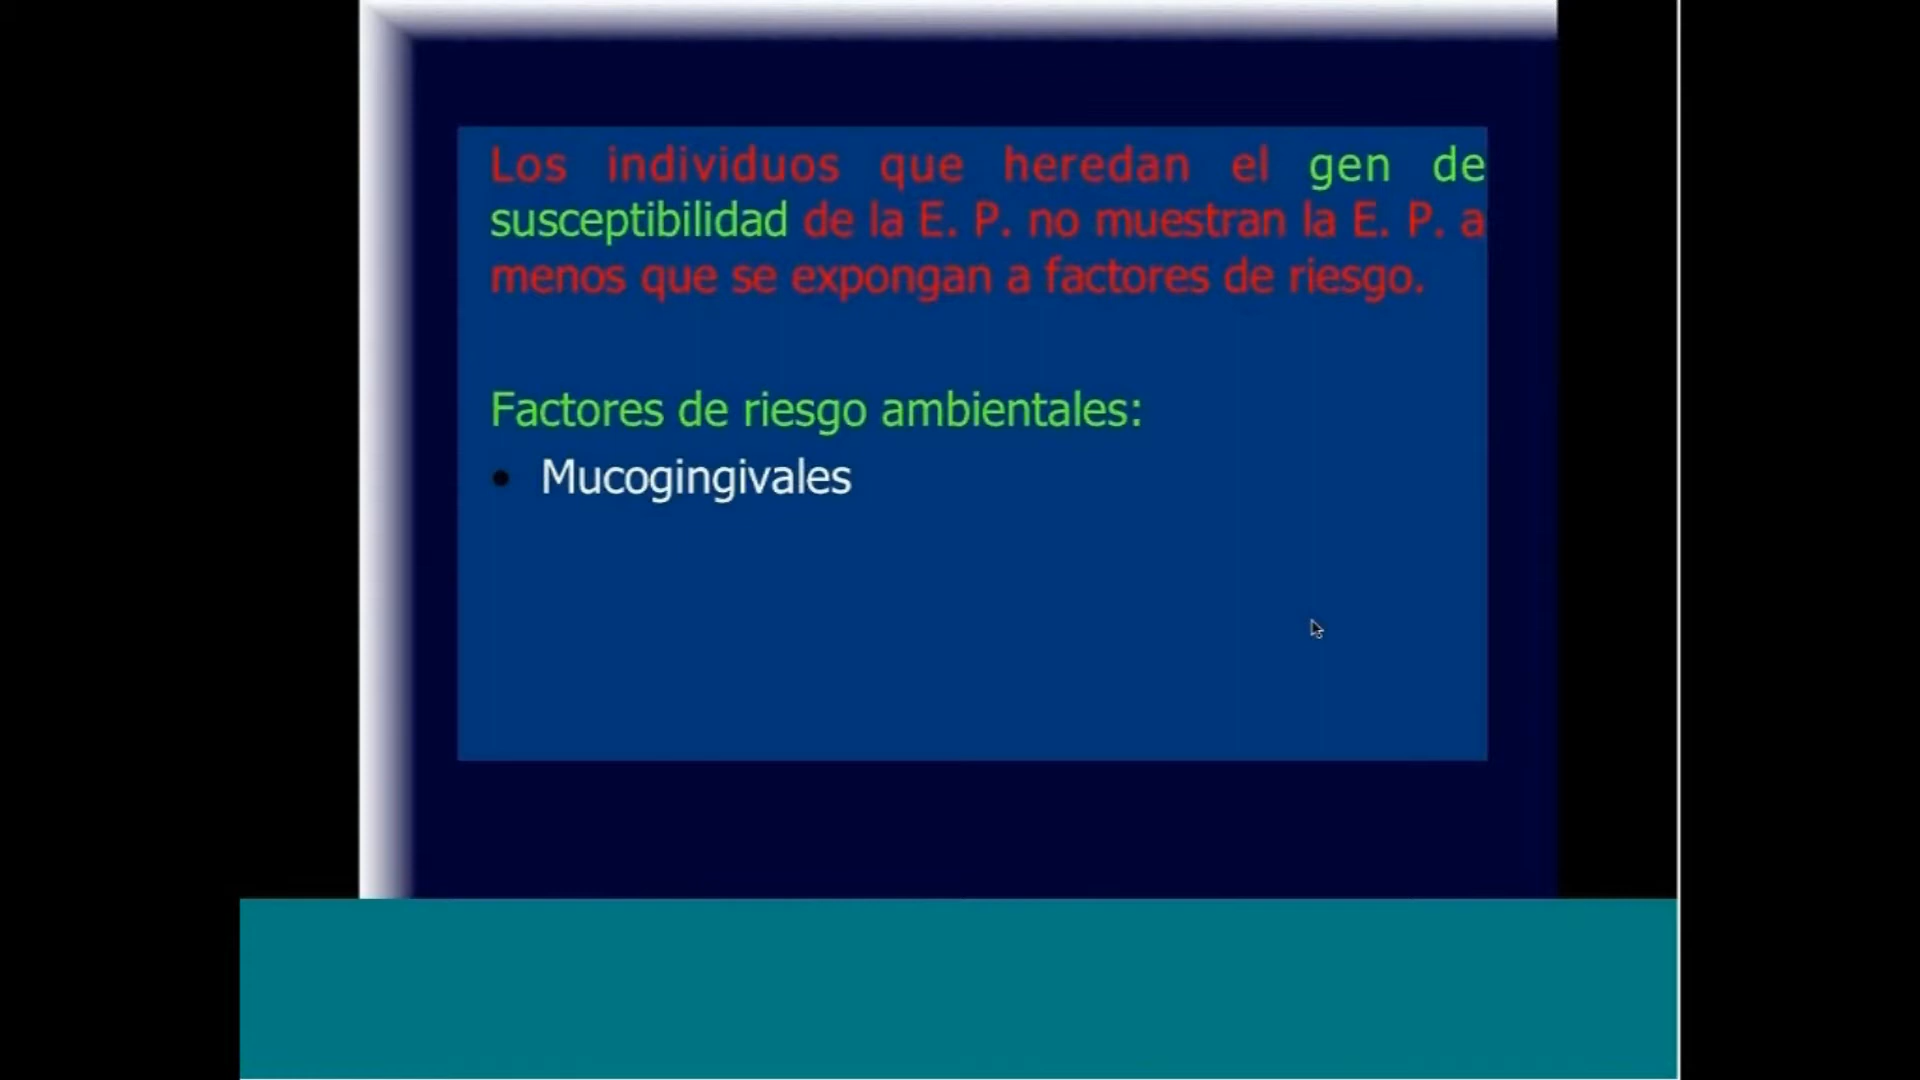 Los individuos que heredan el gen de
susceptibilidad de la E. P. no muestran la E. P. a
menos que se expongan a factores de riesgo.
Factores de riesgo ambientales:
• Mucogingivales